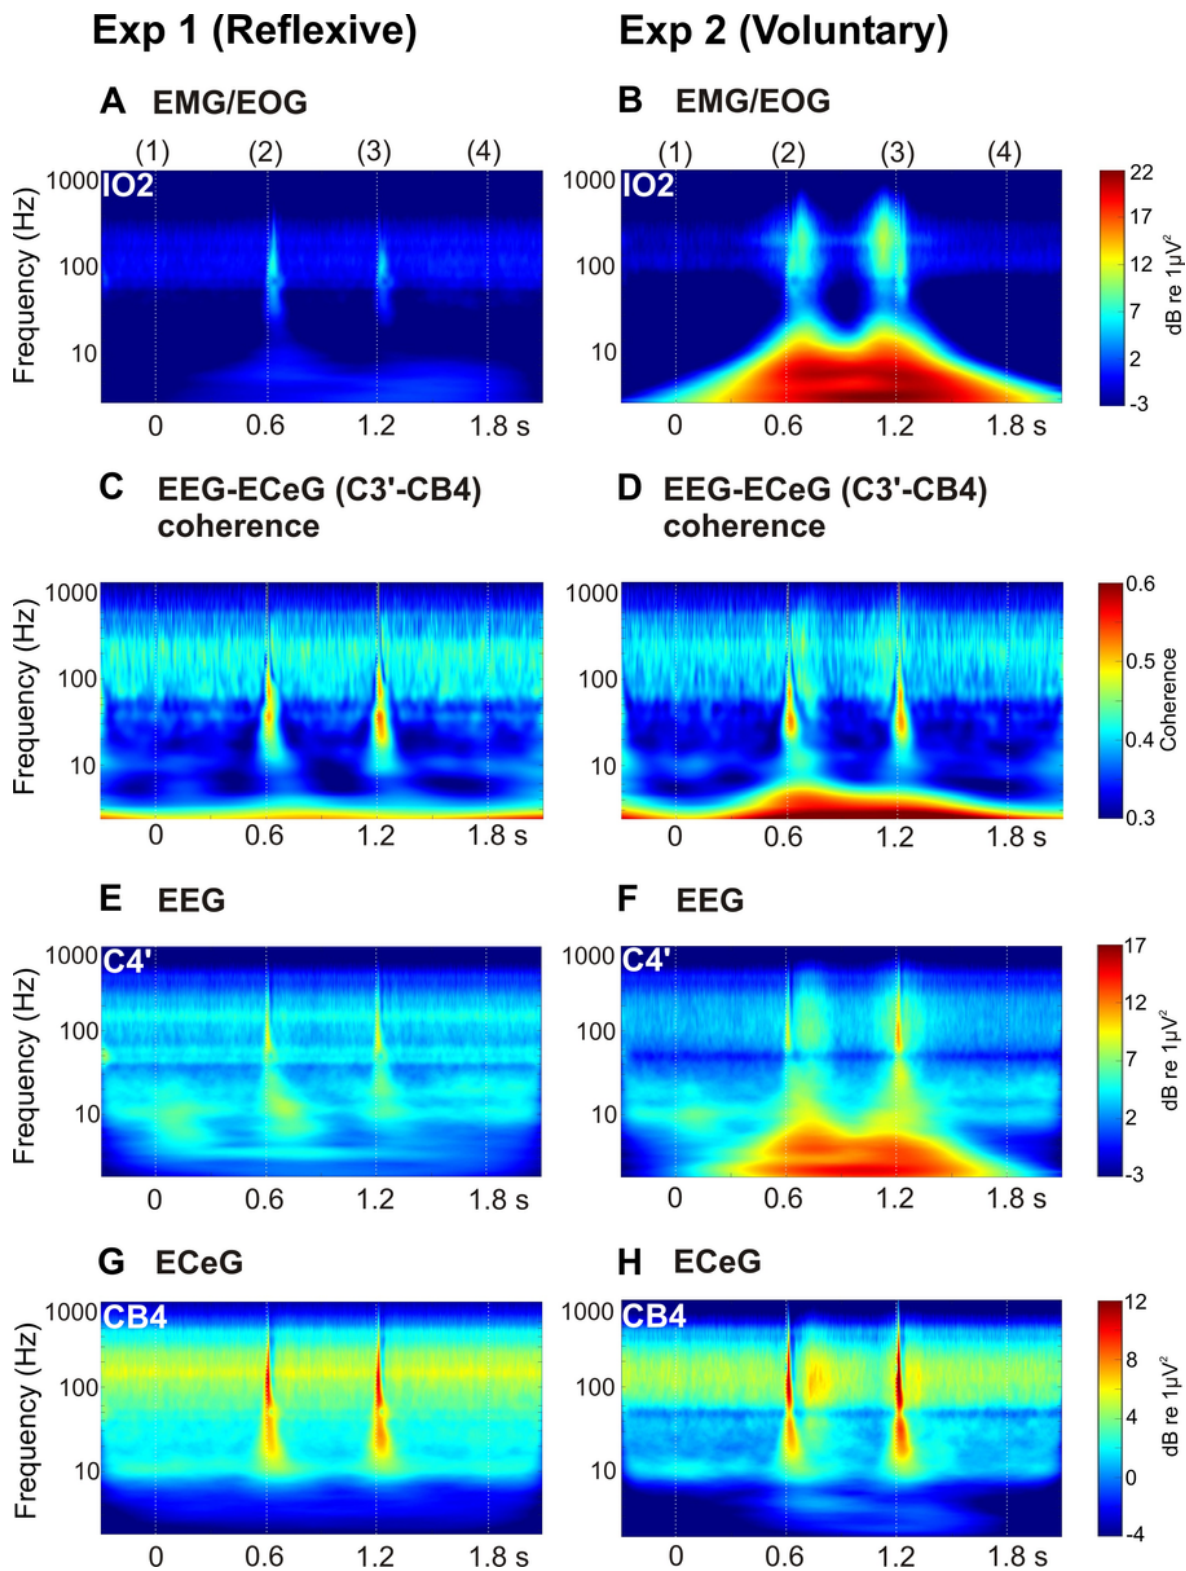 Exp 1 (Reflexive) Exp 2 (Voluntary)
A EMG/EOG B EMG/EOG
(1) (2) (3) (4) (1) (2) (3) (4)
IO2 IO2
Frequency (Hz)
1000 1000
100 100
10 10
0 0.6 1.2 1.8 s 0 0.6 1.2 1.8 s
22
17
12
7
2
-3
dB re 1μV²
C EEG-ECeG (C3'-CB4) D EEG-ECeG (C3'-CB4)
coherence coherence
Frequency (Hz)
1000 1000
100 100
10 10
0 0.6 1.2 1.8 s 0 0.6 1.2 1.8 s
0.6
0.5
0.4
0.3
Coherence
E EEG F EEG
C4' C4'
Frequency (Hz)
1000 1000
100 100
10 10
0 0.6 1.2 1.8 s 0 0.6 1.2 1.8 s
17
12
7
2
-3
dB re 1μV²
G ECeG H ECeG
CB4 CB4
Frequency (Hz)
1000 1000
100 100
10 10
0 0.6 1.2 1.8 s 0 0.6 1.2 1.8 s
12
8
4
0
-4
dB re 1μV²